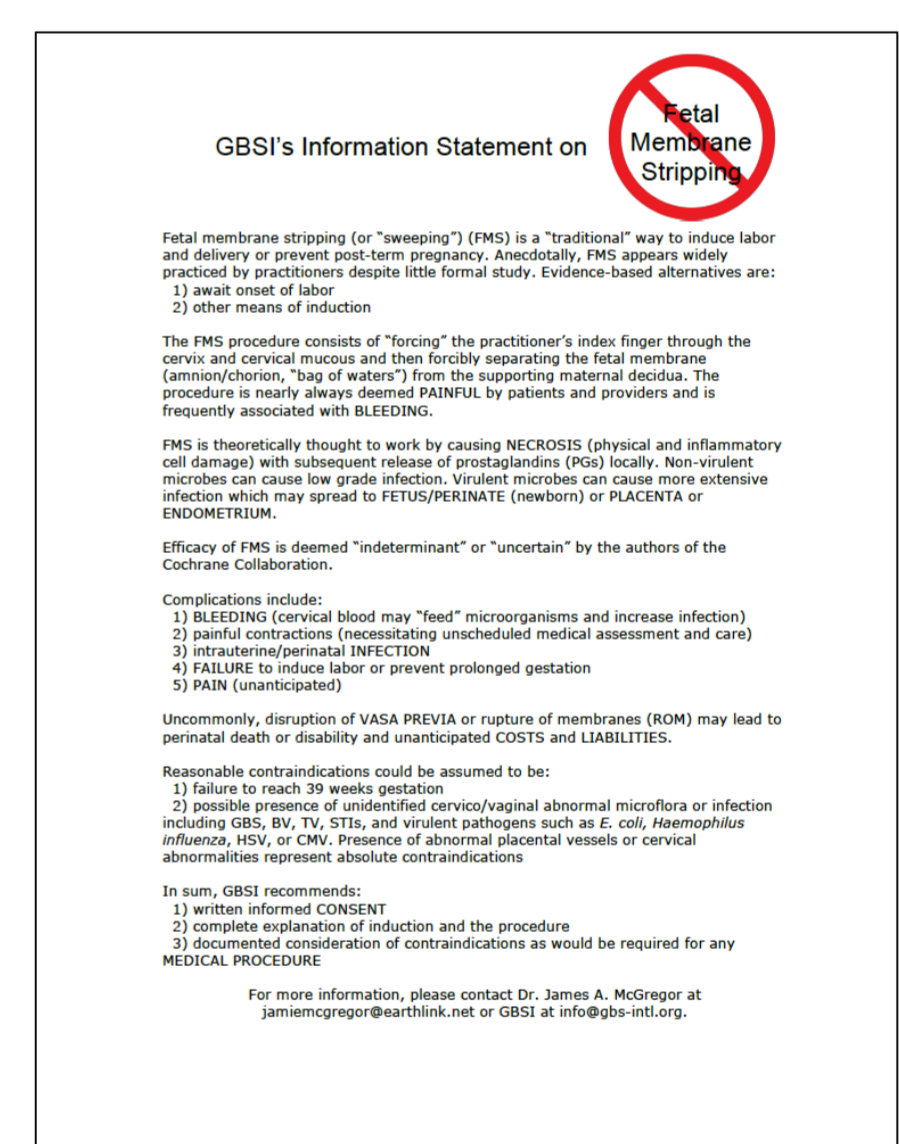 GBSI's Information Statement on
Fetal
Membrane
Stripping
Fetal membrane stripping (or "sweeping") (FMS) is a "traditional" way to induce labor
and delivery or prevent post-term pregnancy. Anecdotally, FMS appears widely
practiced by practitioners despite little formal study. Evidence-based alternatives are:
1) await onset of labor
2) other means of induction
The FMS procedure consists of "forcing" the practitioner's index finger through the
cervix and cervical mucous and then forcibly separating the fetal membrane
(amnion/chorion, "bag of waters") from the supporting maternal decidua. The
procedure is nearly always deemed PAINFUL by patients and providers and is
frequently associated with BLEEDING.
FMS is theoretically thought to work by causing NECROSIS (physical and inflammatory
cell damage) with subsequent release of prostaglandins (PGs) locally. Non-virulent
microbes can cause low grade infection. Virulent microbes can cause more extensive
infection which may spread to FETUS/PERINATE (newborn) or PLACENTA or
ENDOMETRIUM.
Efficacy of FMS is deemed "indeterminant" or "uncertain" by the authors of the
Cochrane Collaboration.
Complications include:
1) BLEEDING (cervical blood may "feed" microorganisms and increase infection)
2) painful contractions (necessitating unscheduled medical assessment and care)
3) intrauterine/perinatal INFECTION
4) FAILURE to induce labor or prevent prolonged gestation
5) PAIN (unanticipated)
Uncommonly, disruption of VASA PREVIA or rupture of membranes (ROM) may lead to
perinatal death or disability and unanticipated COSTS and LIABILITIES.
Reasonable contraindications could be assumed to be:
1) failure to reach 39 weeks gestation
2) possible presence of unidentified cervico/vaginal abnormal microflora or infection
including GBS, BV, TV, STIs, and virulent pathogens such as E. coli, Haemophilus
influenza, HSV, or CMV. Presence of abnormal placental vessels or cervical
abnormalities represent absolute contraindications
In sum, GBSI recommends:
1) written informed CONSENT
2) complete explanation of induction and the procedure
3) documented consideration of contraindications as would be required for any
MEDICAL PROCEDURE
For more information, please contact Dr. James A. McGregor at
jamiemcgregor@earthlink.net or GBSI at info@gbs-intl.org.